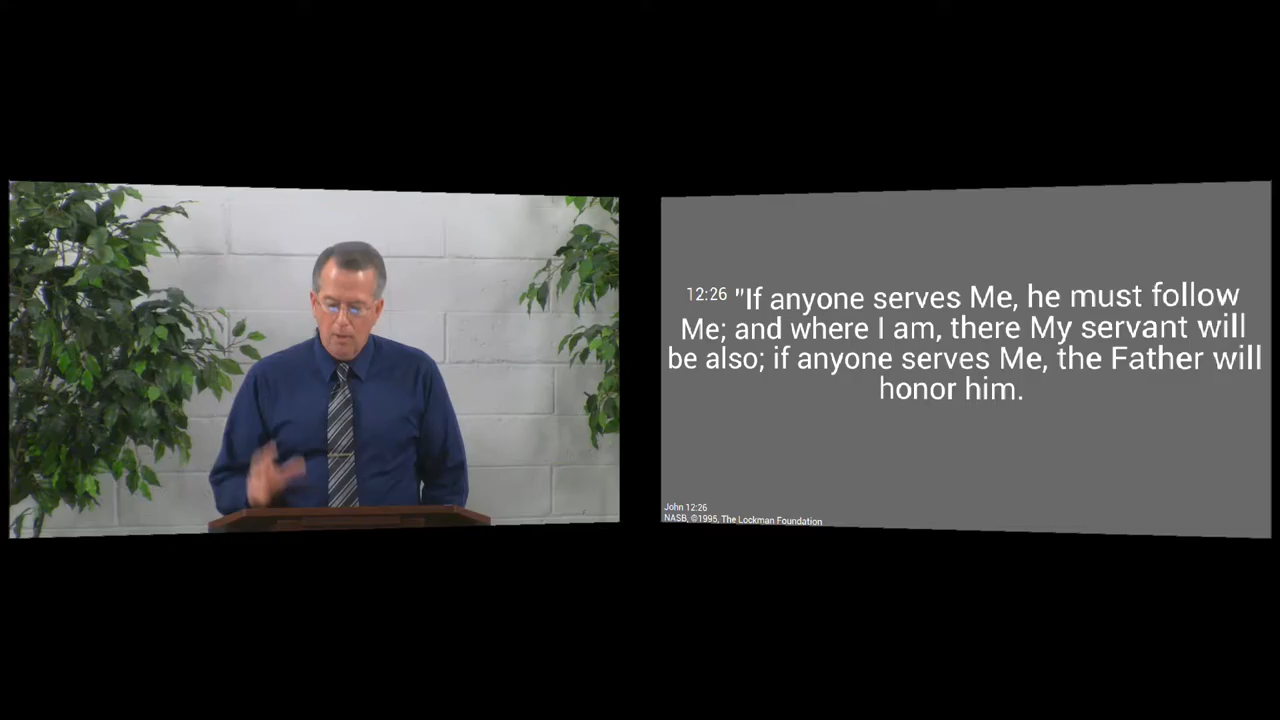 12:26 "If anyone serves Me, he must follow
Me; and where I am, there My servant will
be also; if anyone serves Me, the Father will
honor him.
John 12:26
NASB, ©1995, The Lockman Foundation